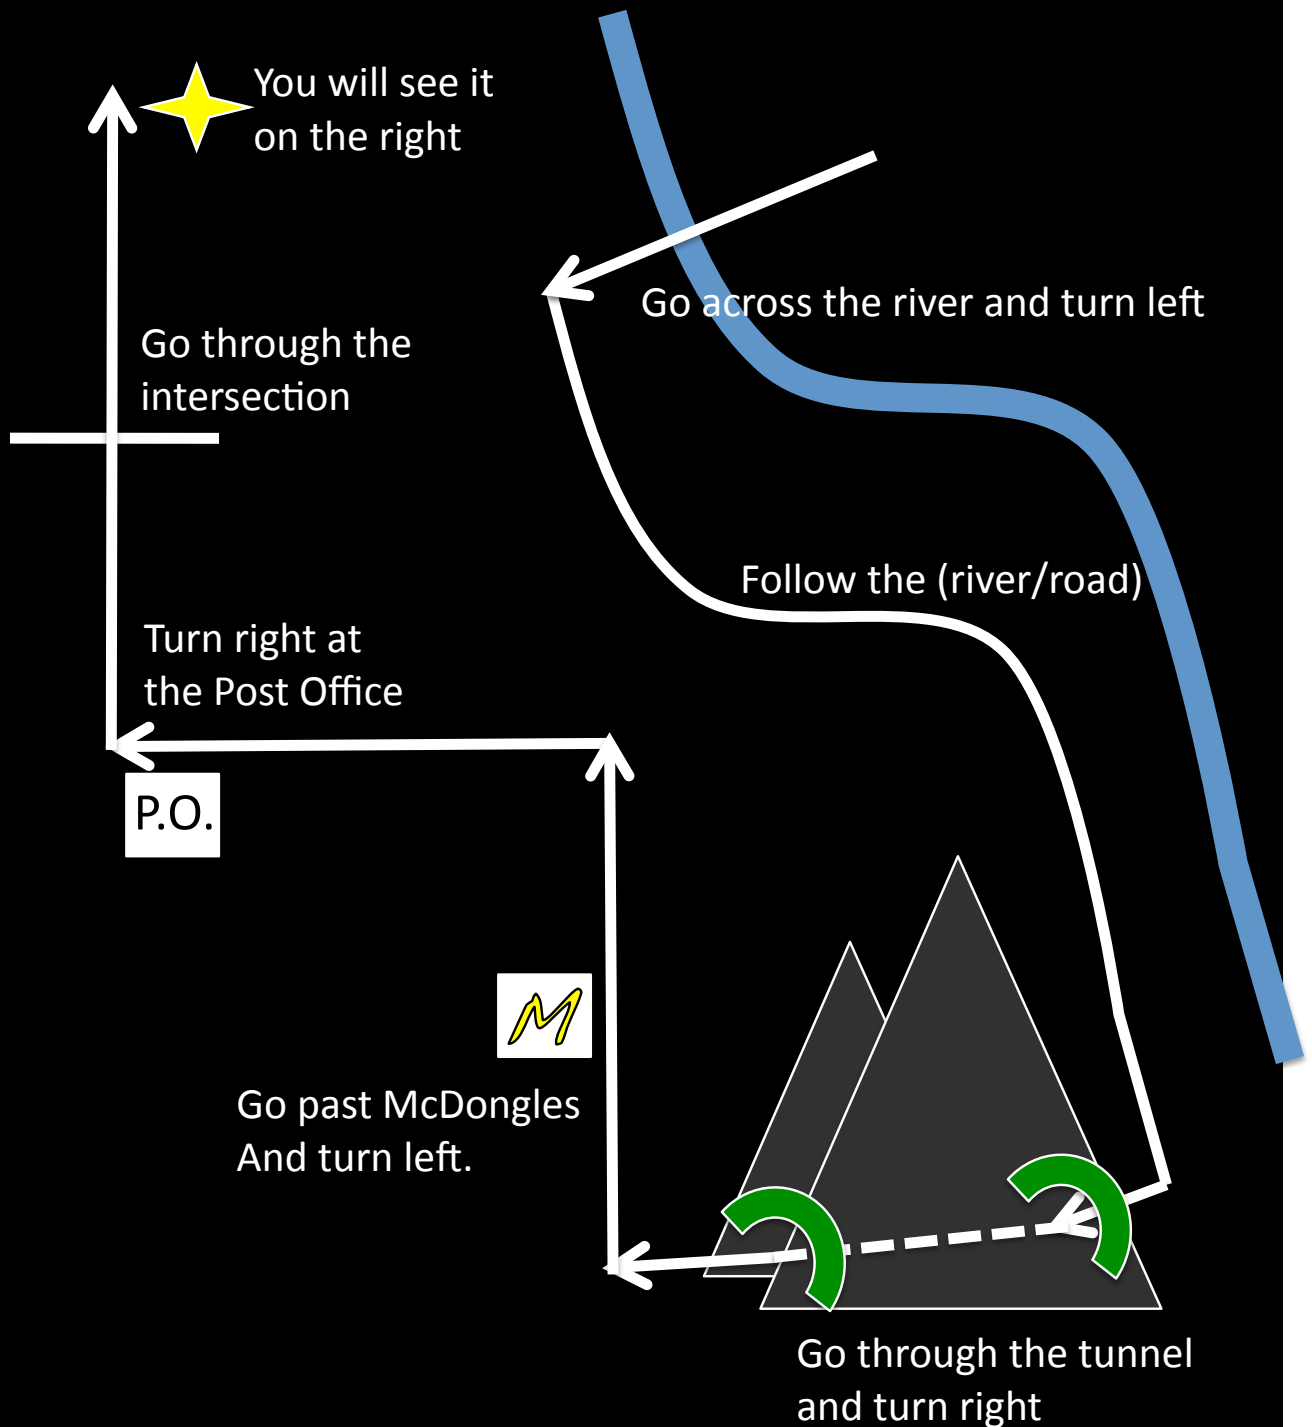 You will see it
on the right
Go across the river and turn left
Go through the
intersection
Follow the (river/road)
Turn right at
the Post Office
P.O.
M
Go past McDongles
And turn left.
Go through the tunnel
and turn right